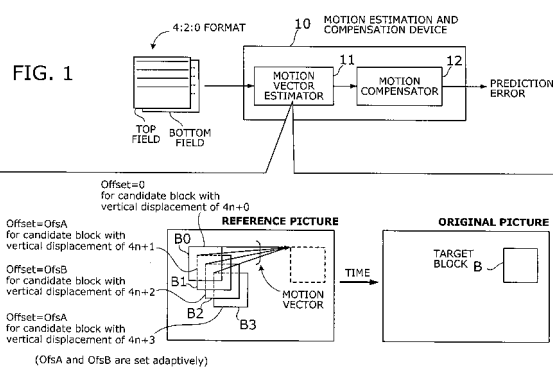 4:2:0 FORMAT
FIG. 1
TOP
FIELD
BOTTOM
FIELD
10
MOTION ESTIMATION AND
COMPENSATION DEVICE
11
MOTION
VECTOR
ESTIMATOR
12
MOTION
COMPENSATOR
PREDICTION
ERROR
Offset=0
for candidate block with
vertical displacement of 4n+0
Offset=OfsA
for candidate block with
vertical displacement of 4n+1
Offset=OfsB
for candidate block with
vertical displacement of 4n+2
Offset=OfsA
for candidate block with
vertical displacement of 4n+3
(OfsA and OfsB are set adaptively)
REFERENCE PICTURE
B0
B1
B2
B3
MOTION
VECTOR
TIME
ORIGINAL PICTURE
TARGET
BLOCK B